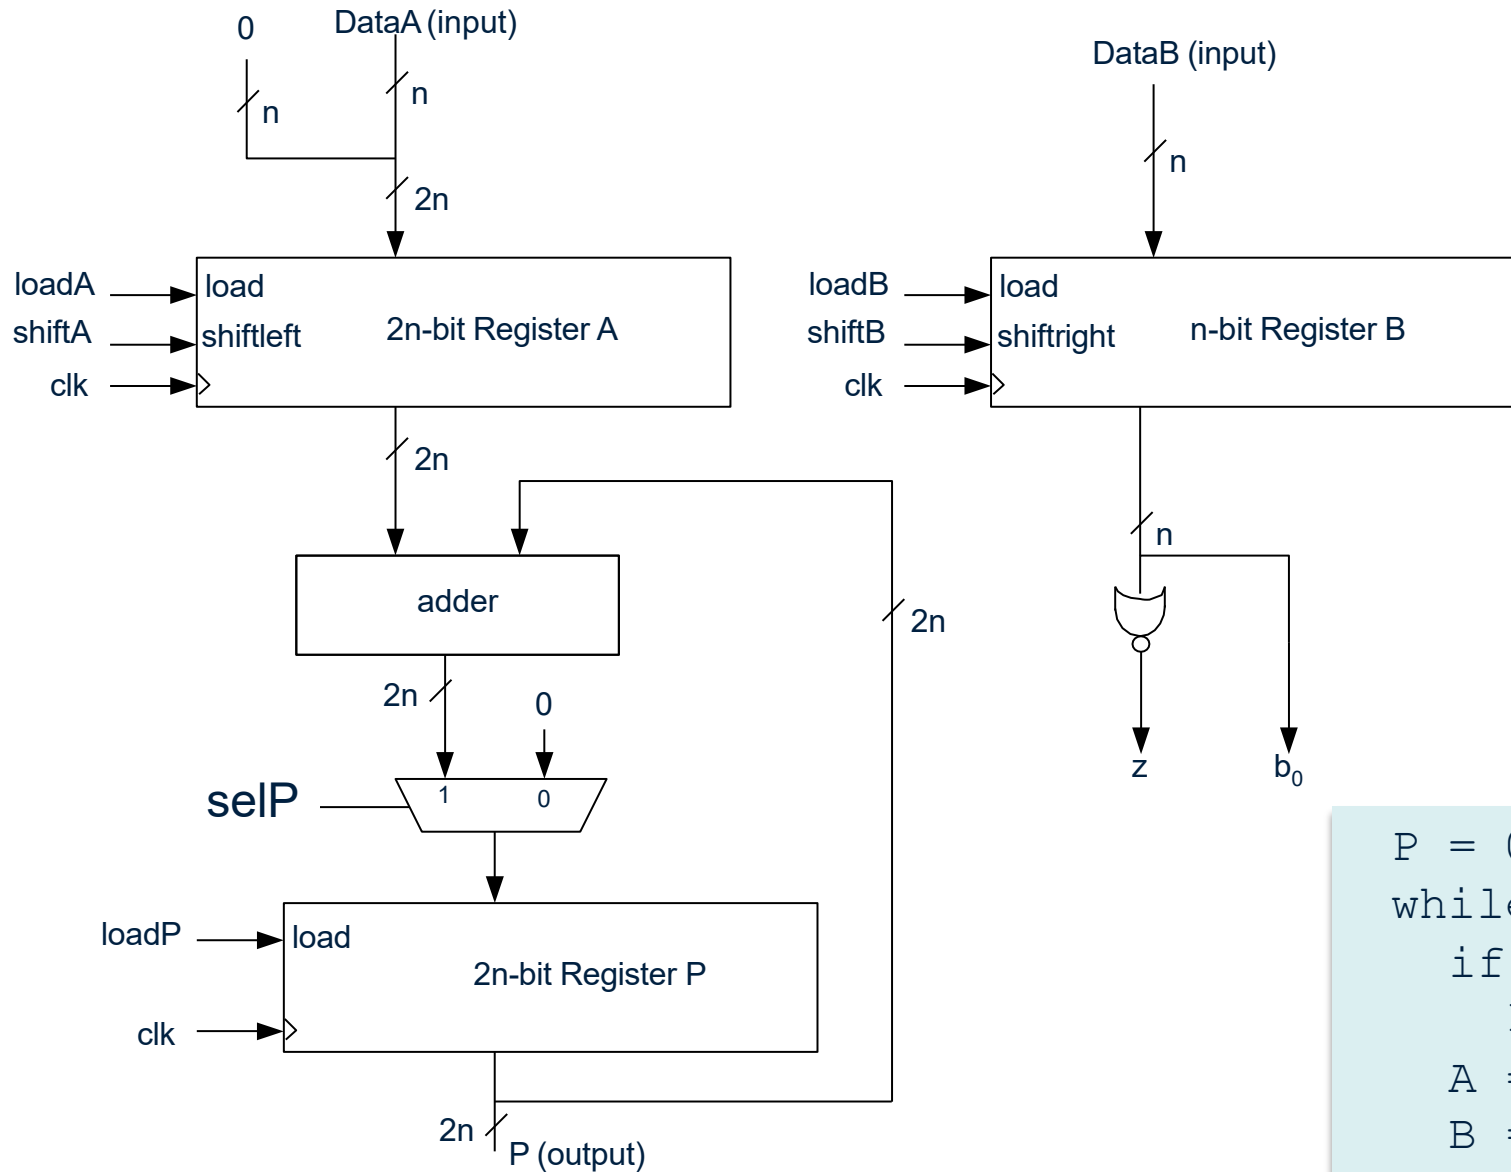 0
DataA (input)
n
n
2n
loadA
load
shiftA
shiftleft
2n-bit Register A
clk
2n
adder
2n
2n
0
selP
1
0
loadP
load
2n-bit Register P
clk
2n
P (output)
DataB (input)
n
loadB
load
shiftB
shiftright
n-bit Register B
clk
n
z
b₀
P =
while
if
A =
B =